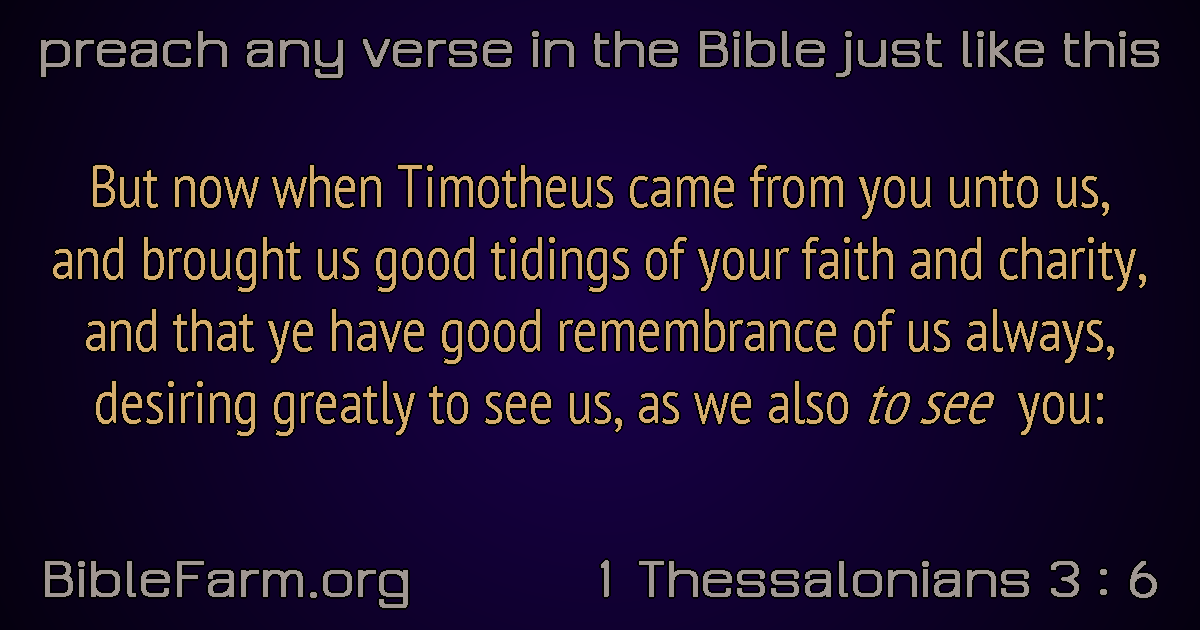 preach any verse in the Bible just like this
But now when Timotheus came from you unto us,
and brought us good tidings of your faith and charity,
and that ye have good remembrance of us always,
desiring greatly to see us, as we also to see you:
BibleFarm.org
1 Thessalonians 3 : 6